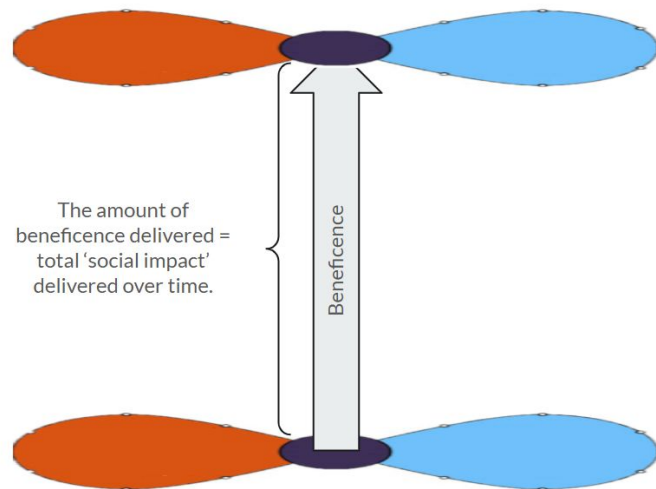 The amount of
beneficence delivered =
total ‘social impact’
delivered over time.
Beneficence